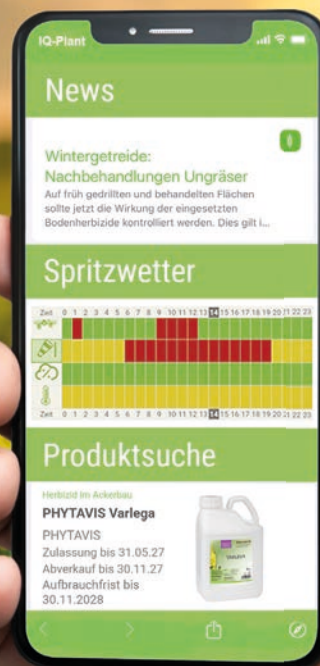 IQ-Plant
News
Wintergetreide:
Nachbehandlungen Ungräser
Auf früh gedrillten und behandelten Flächen
sollte jetzt die Wirkung der eingesetzten
Bodenherbizide kontrolliert werden. Dies gilt i...
Spritzwetter
Zeit 0 1 2 3 4 5 6 7 8 9 10 11 12 13 14 15 16 17 18 19 20 21 22 23
Zeit 0 1 2 3 4 5 6 7 8 9 10 11 12 13 14 15 16 17 18 19 20 21 22 23
Produktsuche
Herbizid im Ackerbau
PHYTAVIS Varlega
PHYTAVIS
Zulassung bis 31.05.27
Abverkauf bis 30.11.27
Aufbrauchfrist bis
30.11.2028